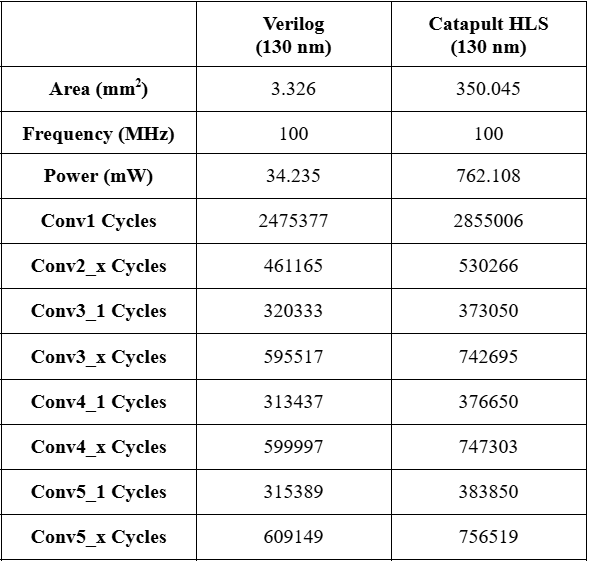 Verilog
(130 nm)
Catapult HLS
(130 nm)
Area (mm²) 3.326 350.045
Frequency (MHz) 100 100
Power (mW) 34.235 762.108
Conv1 Cycles 2475377 2855006
Conv2_x Cycles 461165 530266
Conv3_1 Cycles 320333 373050
Conv3_x Cycles 595517 742695
Conv4_1 Cycles 313437 376650
Conv4_x Cycles 599997 747303
Conv5_1 Cycles 315389 383850
Conv5_x Cycles 609149 756519